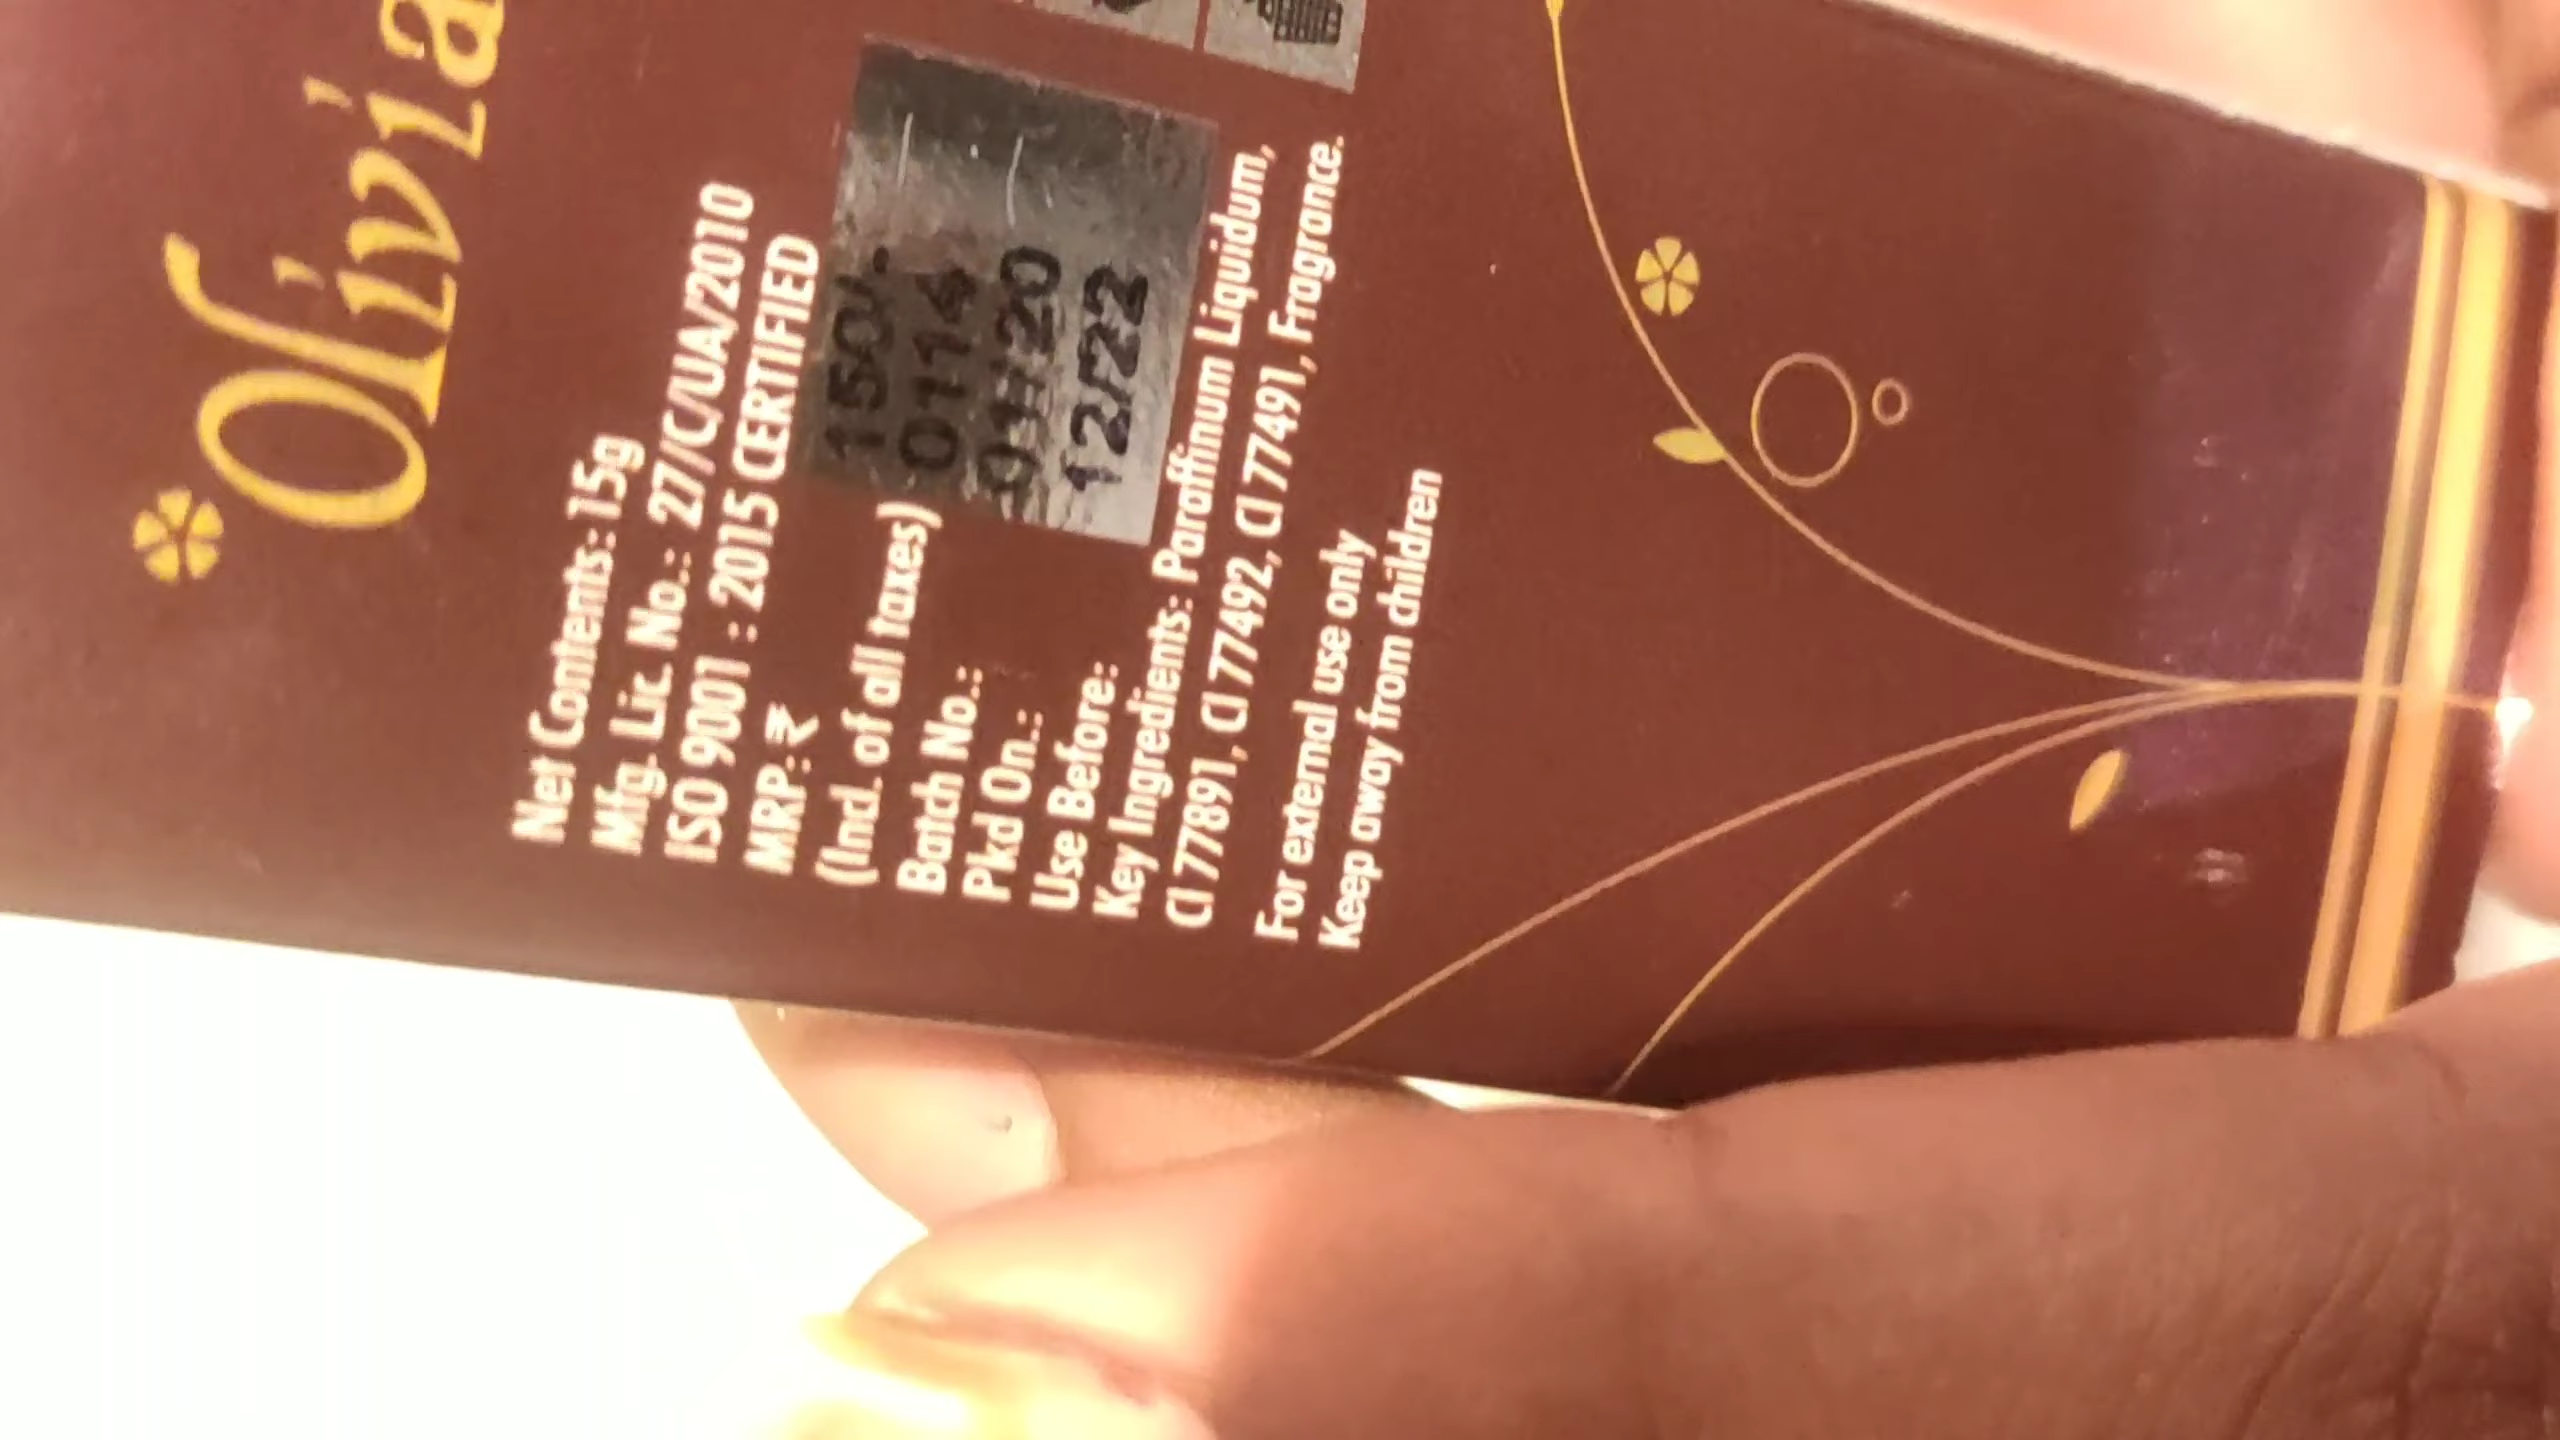 Olivia
Net Contents: 15g
Mfg. Lic. No.: 27/C/UA/2010
ISO 9001 : 2015 CERTIFIED
MRP.:₹ 150/-
(Incl. of all taxes)
Batch No.: 0114
Pkd On.: /20
Use Before: 12/22
Key Ingredients: Paraffinum Liquidum,
CI 77891, CI 77492, CI 77491, Fragrance.
For external use only
Keep away from children